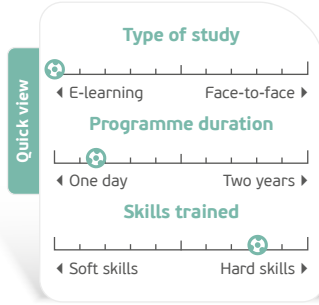 Quick view
Type of study
E-learning Face-to-face
Programme duration
One day Two years
Skills trained
Soft skills Hard skills